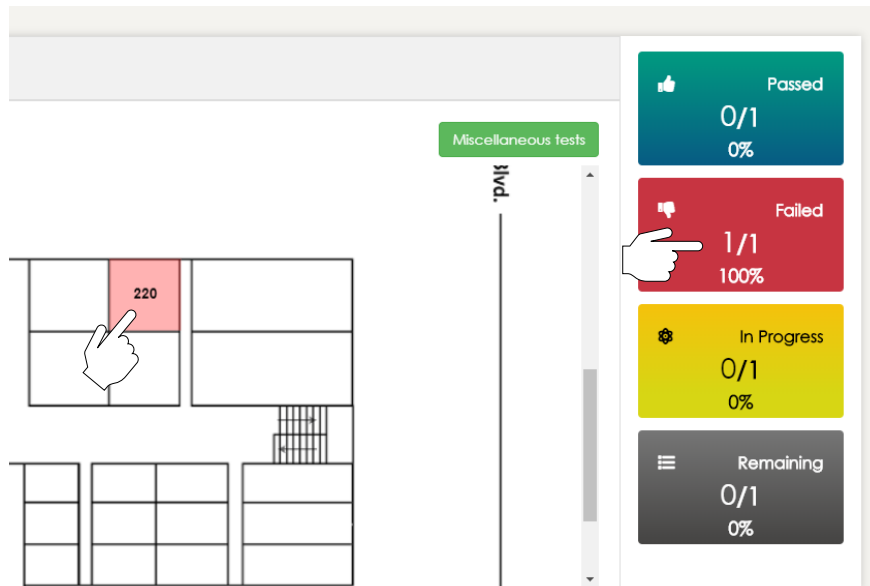 Passed
0/1
0%
Miscellaneous tests
Blvd.
Failed
1/1
100%
220
In Progress
0/1
0%
Remaining
0/1
0%